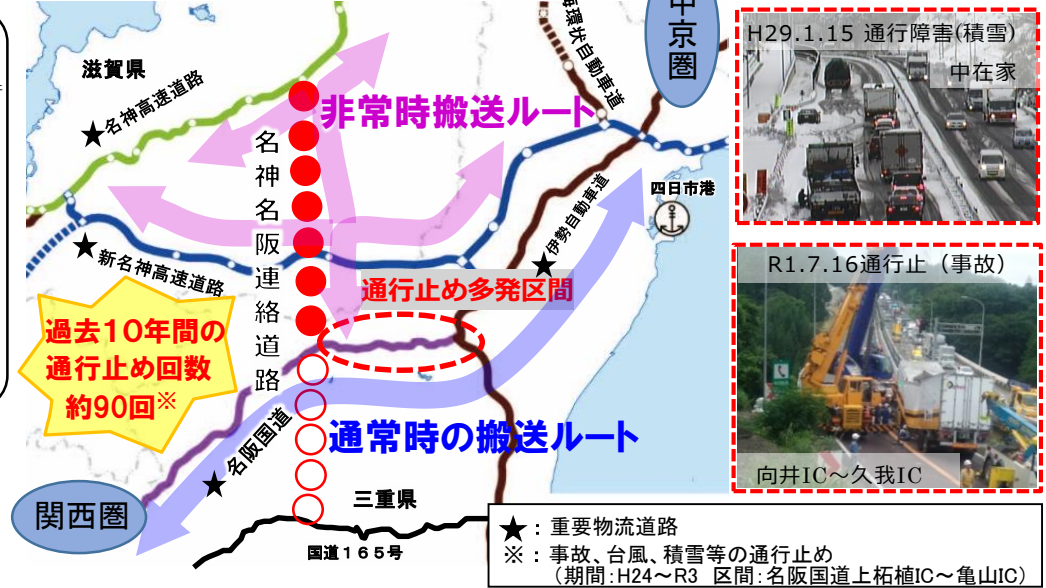 中京圏
海環状自動車道
滋賀県
名神高速道路
非常時搬送ルート
名神名阪連絡道路
四日市港
伊勢自動車道
新名神高速道路
通行止め多発区間
過去10年間の
通行止め回数
約90回※
名阪国道
通常時の搬送ルート
関西圏
三重県
国道165号
H29.1.15 通行障害(積雪)
中在家
R1.7.16通行止（事故）
向井IC～久我IC
★：重要物流道路
※：事故、台風、積雪等の通行止め
（期間：H24～R3 区間：名阪国道上柘植IC～亀山IC）